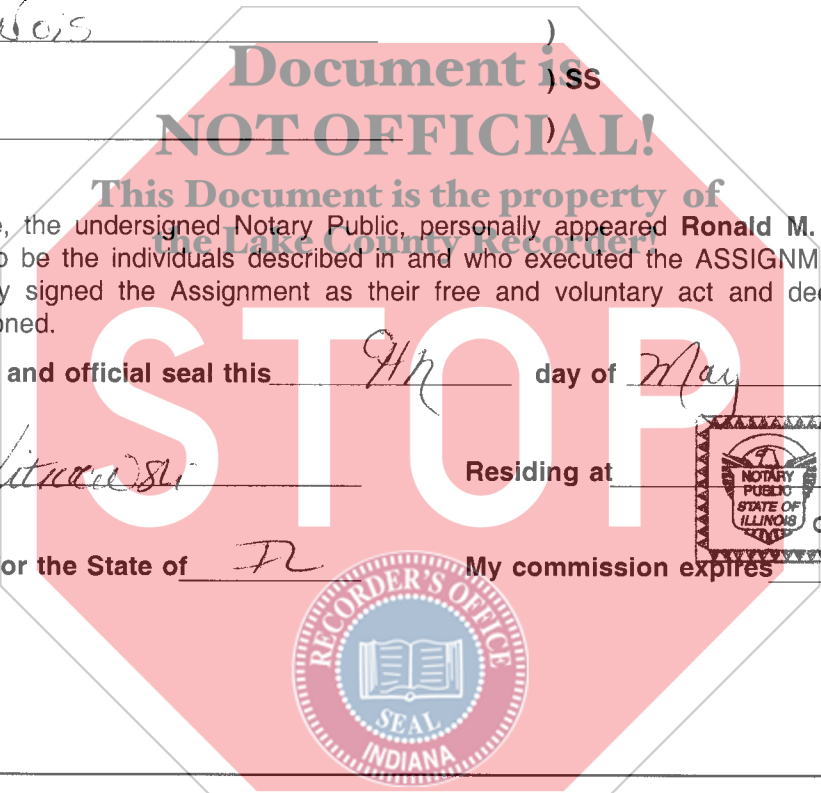 )
Document is
) SS
NOT OFFICIAL!
)
This Document is the property of
e, the undersigned Notary Public, personally appeared Ronald M.
the Lake County Recorder!
o be the individuals described in and who executed the ASSIGNM
y signed the Assignment as their free and voluntary act and dee
oned.
STOP
and official seal this day of May
Residing at
NOTARY
PUBLIC
STATE OF
ILLINOIS
or the State of IL My commission expires
RECORDER'S OFFICE
SEAL
INDIANA